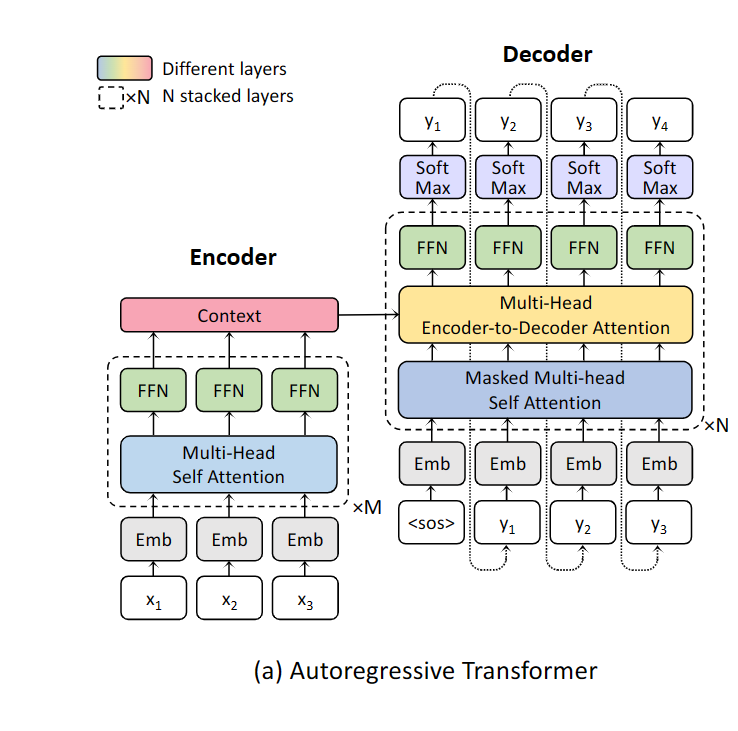 Decoder
Different layers
×N N stacked layers
y1 y2 y3 y4
Soft Max Soft Max Soft Max Soft Max
FFN FFN FFN FFN
Encoder
Context
Multi-Head
Encoder-to-Decoder Attention
FFN FFN FFN
Masked Multi-head
Self Attention
×N
Multi-Head
Self Attention
Emb Emb Emb Emb
×M
<sos> y1 y2 y3
Emb Emb Emb
x1 x2 x3
(a) Autoregressive Transformer